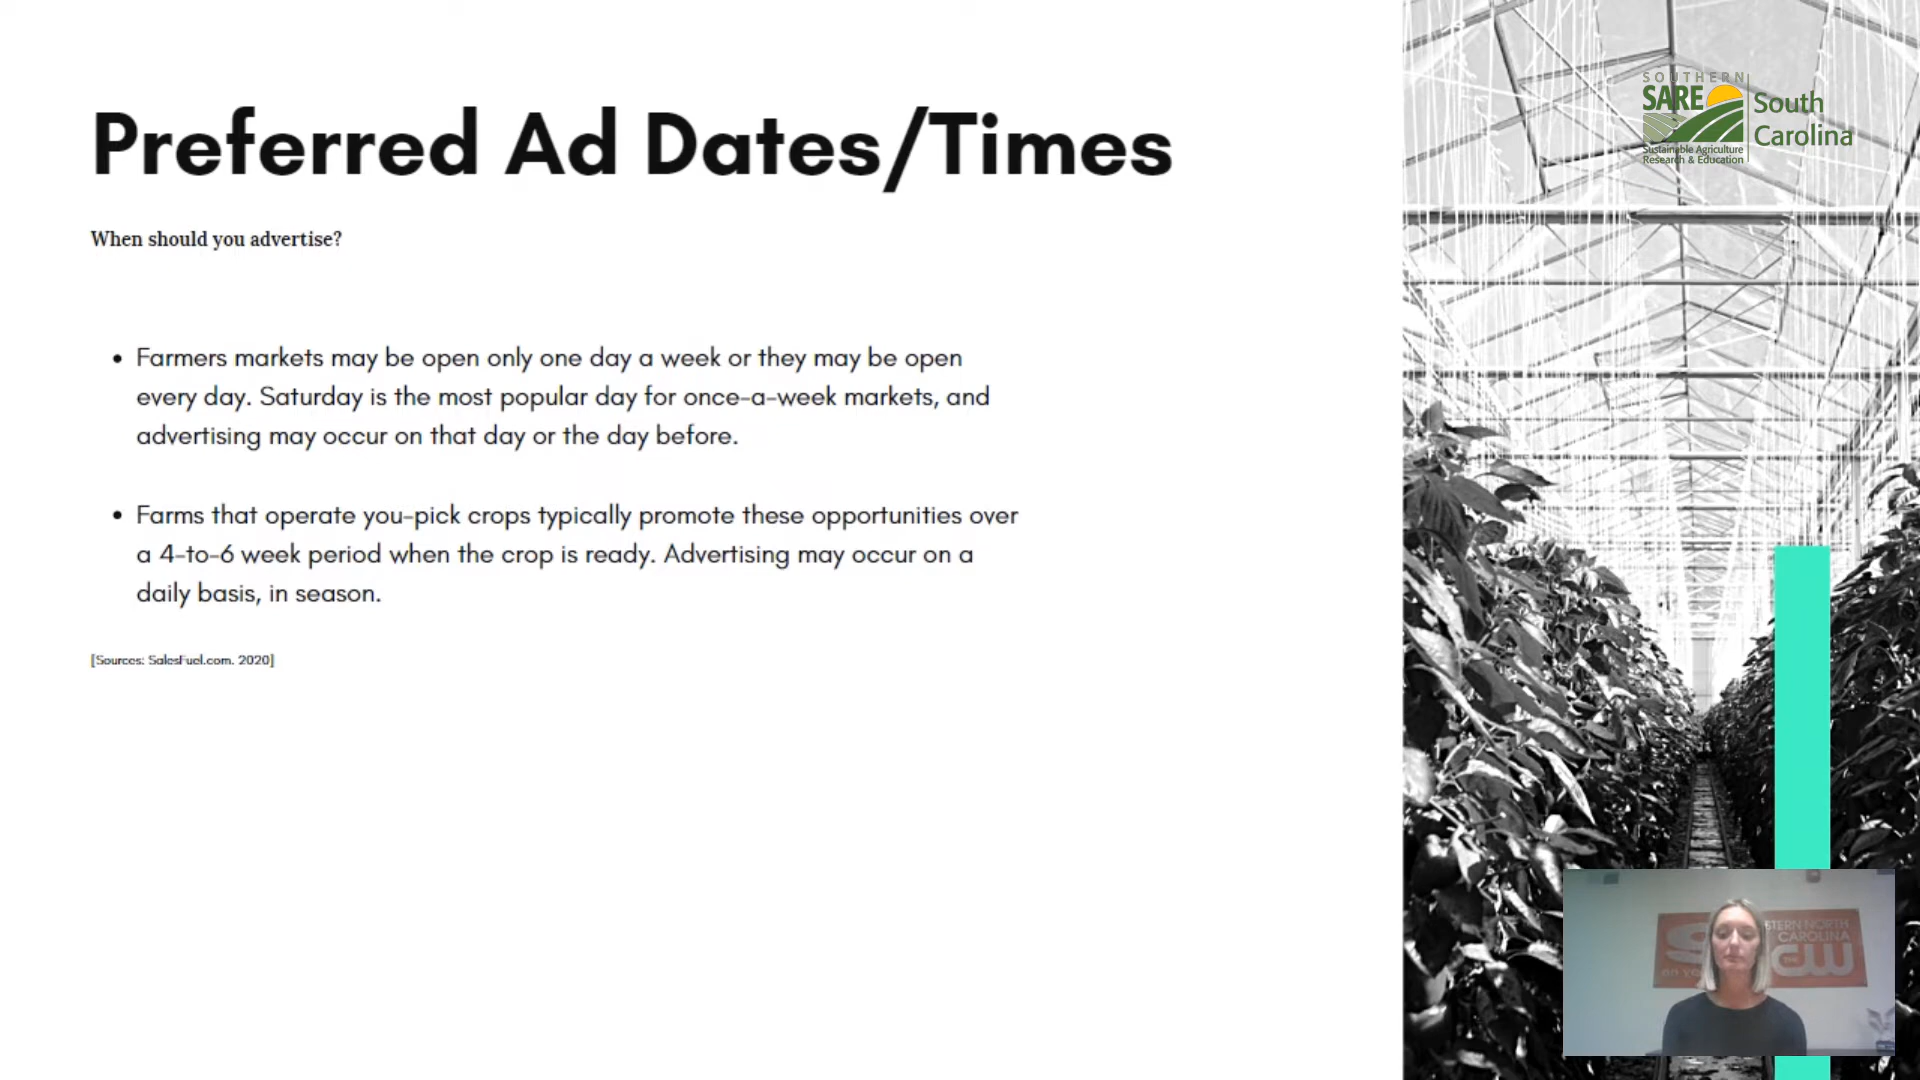 Preferred Ad Dates/Times
When should you advertise?
• Farmers markets may be open only one day a week or they may be open
every day. Saturday is the most popular day for once-a-week markets, and
advertising may occur on that day or the day before.
• Farms that operate you-pick crops typically promote these opportunities over
a 4-to-6 week period when the crop is ready. Advertising may occur on a
daily basis, in season.
[Sources: SalesFuel.com. 2020]
SOUTHERN
SARE
Sustainable Agriculture
Research & Education
South
Carolina
STERN NORTH
CAROLINA
CW